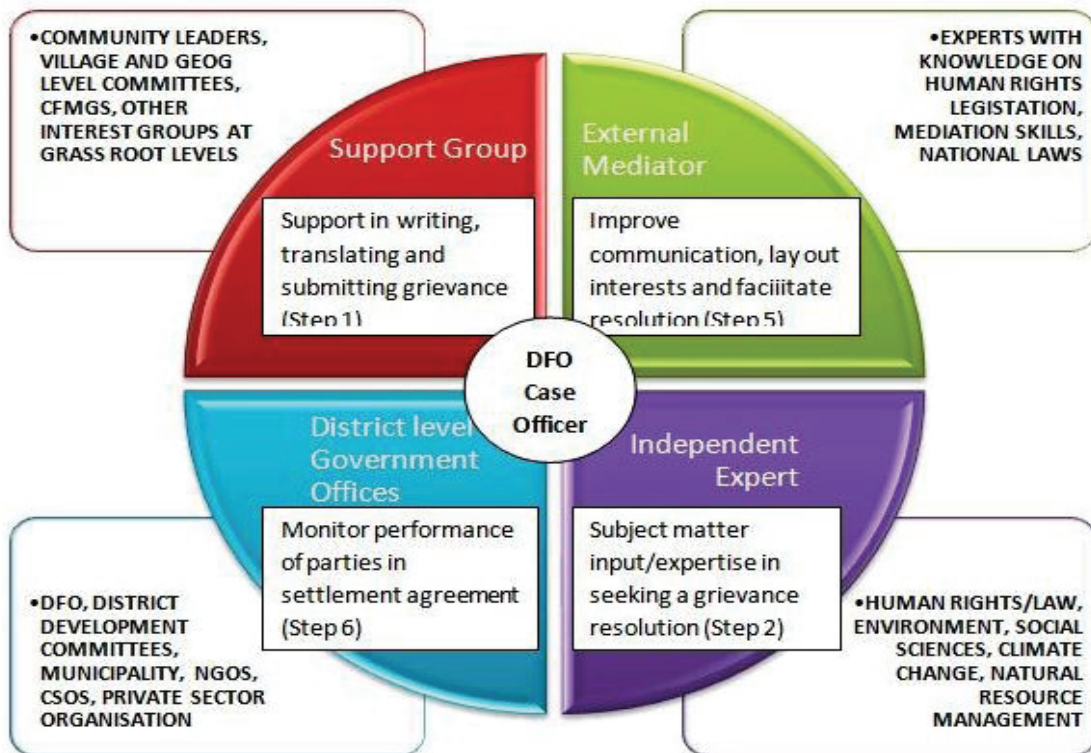 •COMMUNITY LEADERS,
VILLAGE AND GEOG
LEVEL COMMITTEES,
CFMGS, OTHER
INTEREST GROUPS AT
GRASS ROOT LEVELS
Support Group
Support in writing,
translating and
submitting grievance
(Step 1)
•EXPERTS WITH
KNOWLEDGE ON
HUMAN RIGHTS
LEGISTATION,
MEDIATION SKILLS,
NATIONAL LAWS
External
Mediator
Improve
communication, lay out
interests and faciiitate
resolution (Step 5)
DFO
Case
Officer
District level
Government
Offices
Monitor performance
of parties in
settlement agreement
(Step 6)
•DFO, DISTRICT
DEVELOPMENT
COMMITTEES,
MUNICIPALITY, NGOS,
CSOS, PRIVATE SECTOR
ORGANISATION
Independent
Expert
Subject matter
input/expertise in
seeking a grievance
resolution (Step 2)
•HUMAN RIGHTS/LAW,
ENVIRONMENT, SOCIAL
SCIENCES, CLIMATE
CHANGE, NATURAL
RESOURCE
MANAGEMENT